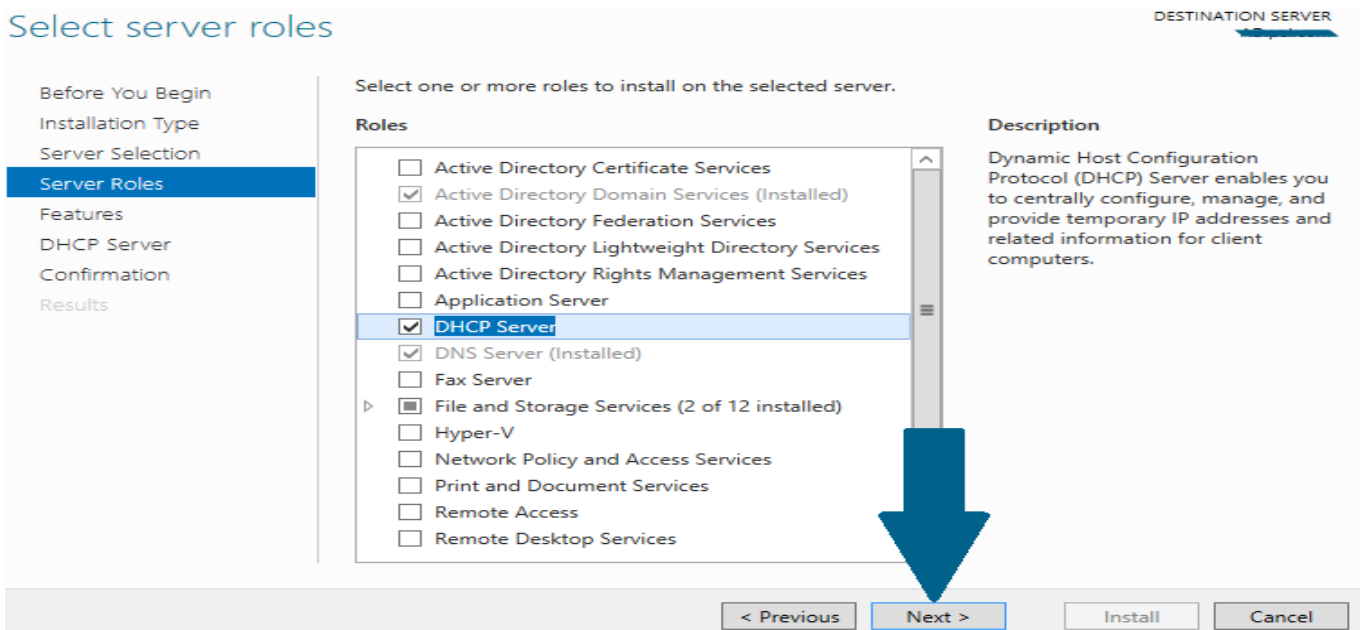 Select server roles
DESTINATION SERVER
Before You Begin
Installation Type
Server Selection
Server Roles
Features
DHCP Server
Confirmation
Results
Select one or more roles to install on the selected server.
Roles
Active Directory Certificate Services
Active Directory Domain Services (Installed)
Active Directory Federation Services
Active Directory Lightweight Directory Services
Active Directory Rights Management Services
Application Server
DHCP Server
DNS Server (Installed)
Fax Server
File and Storage Services (2 of 12 installed)
Hyper-V
Network Policy and Access Services
Print and Document Services
Remote Access
Remote Desktop Services
Description
Dynamic Host Configuration
Protocol (DHCP) Server enables you
to centrally configure, manage, and
provide temporary IP addresses and
related information for client
computers.
< Previous
Next >
Install
Cancel